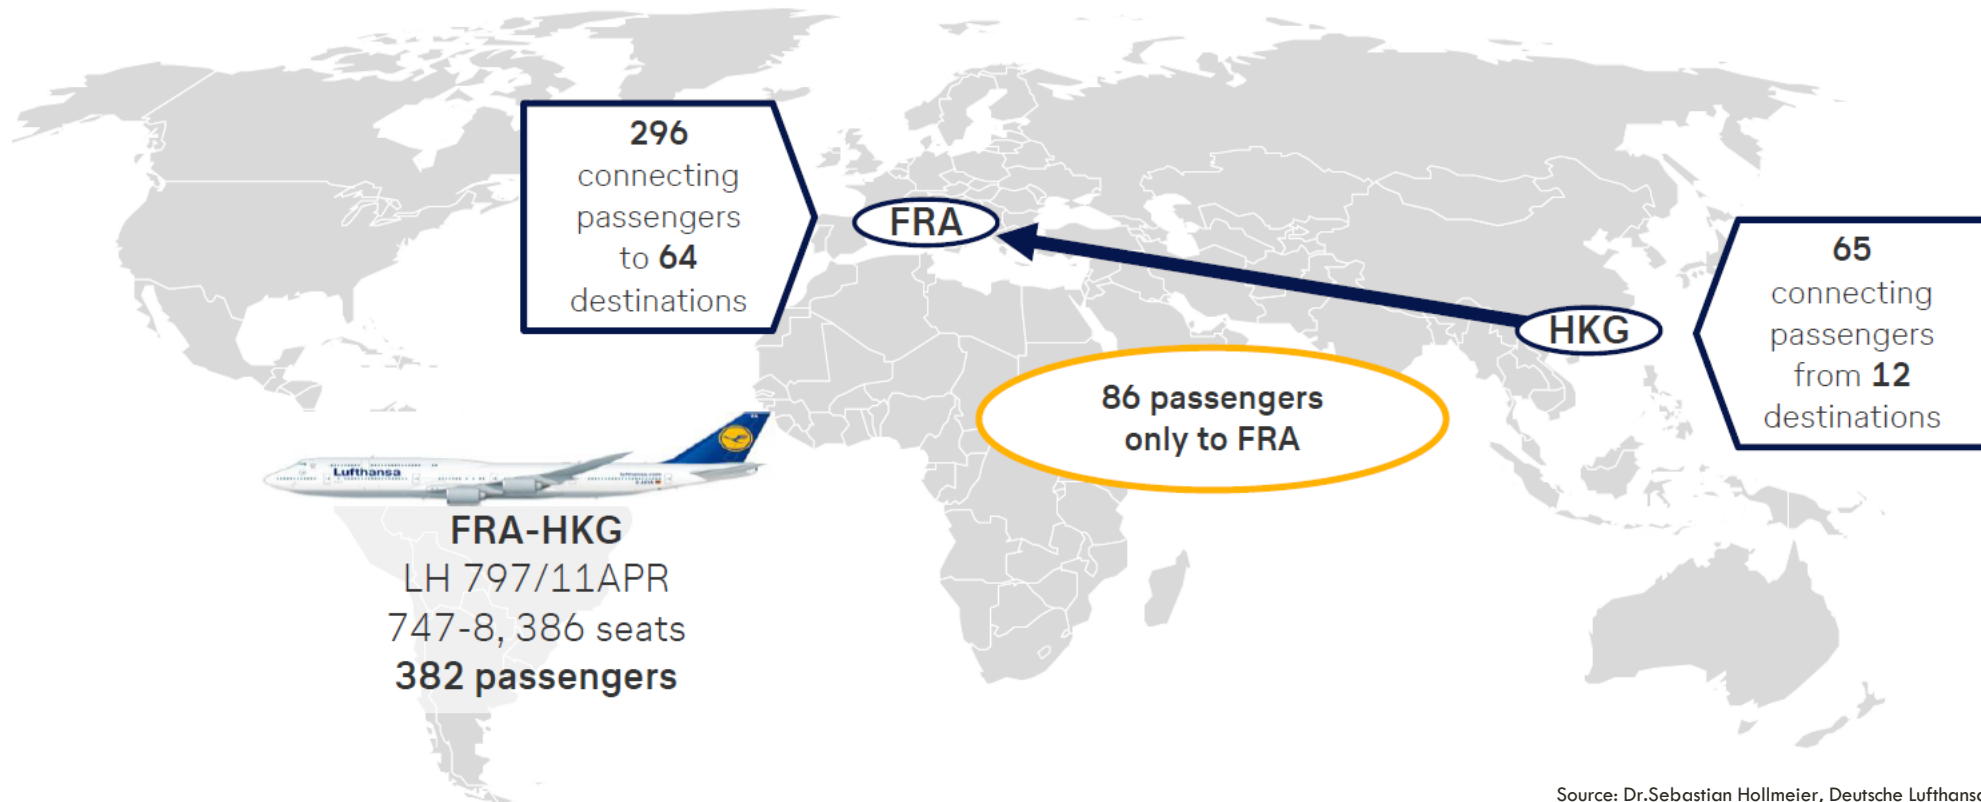 296
connecting
passengers
to 64
destinations
FRA
HKG
65
connecting
passengers
from 12
destinations
86 passengers
only to FRA
Lufthansa
FRA-HKG
LH 797/11APR
747-8, 386 seats
382 passengers
Source: Dr.Sebastian Hollmeier, Deutsche Lufthansa